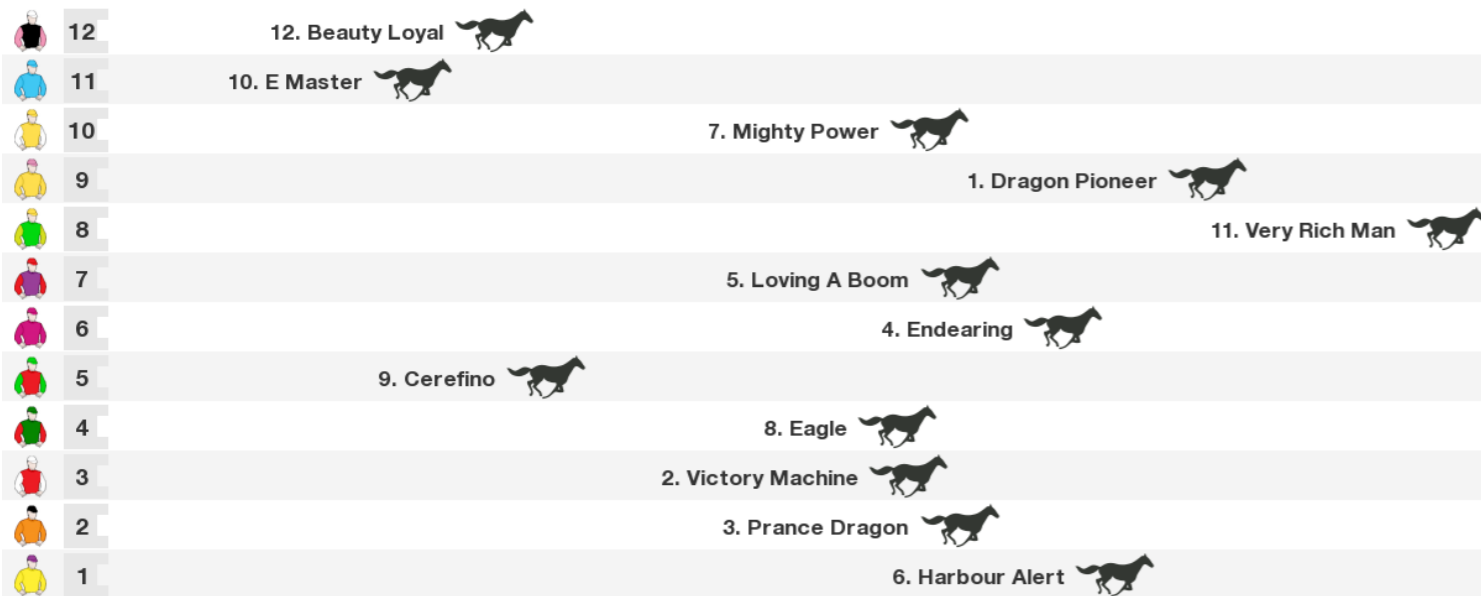 12 12. Beauty Loyal
11 10. E Master
10 7. Mighty Power
9 1. Dragon Pioneer
8 11. Very Rich Man
7 5. Loving A Boom
6 4. Endearing
5 9. Cerefino
4 8. Eagle
3 2. Victory Machine
2 3. Prance Dragon
1 6. Harbour Alert